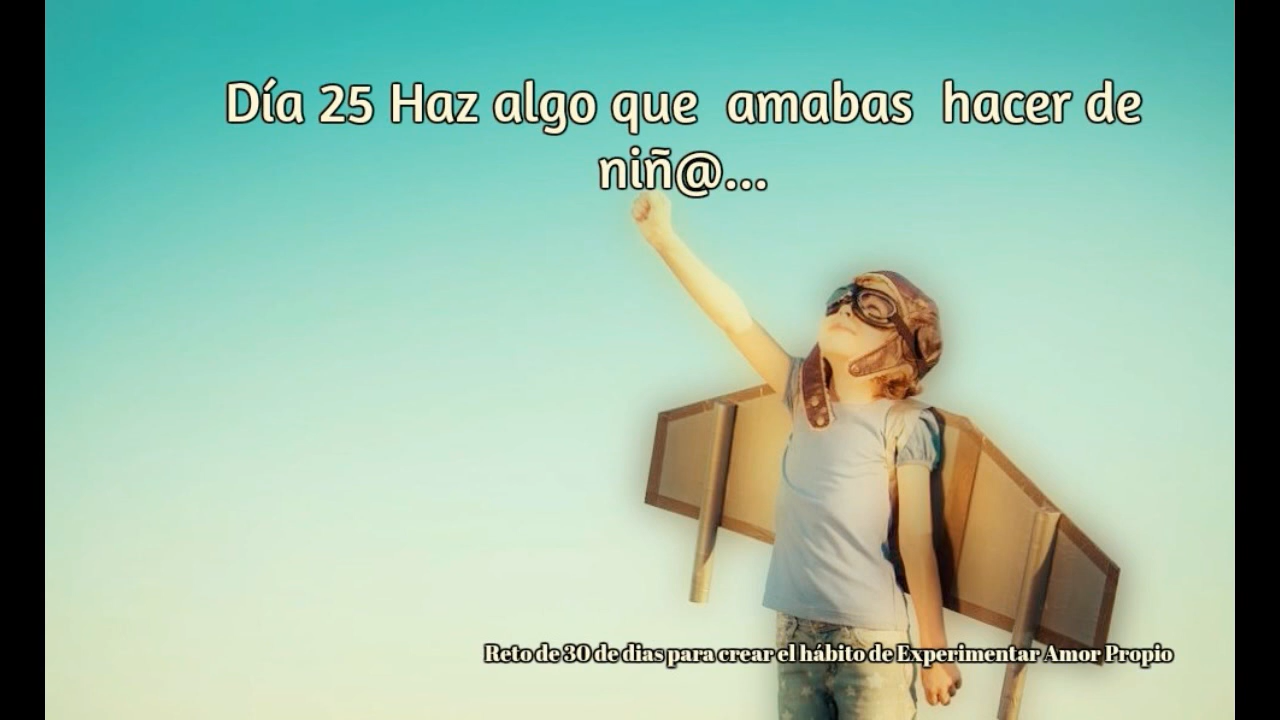 Día 25 Haz algo que amabas hacer de
niñ@...
Reto de 30 de dias para crear el hábito de Experimentar Amor Propio